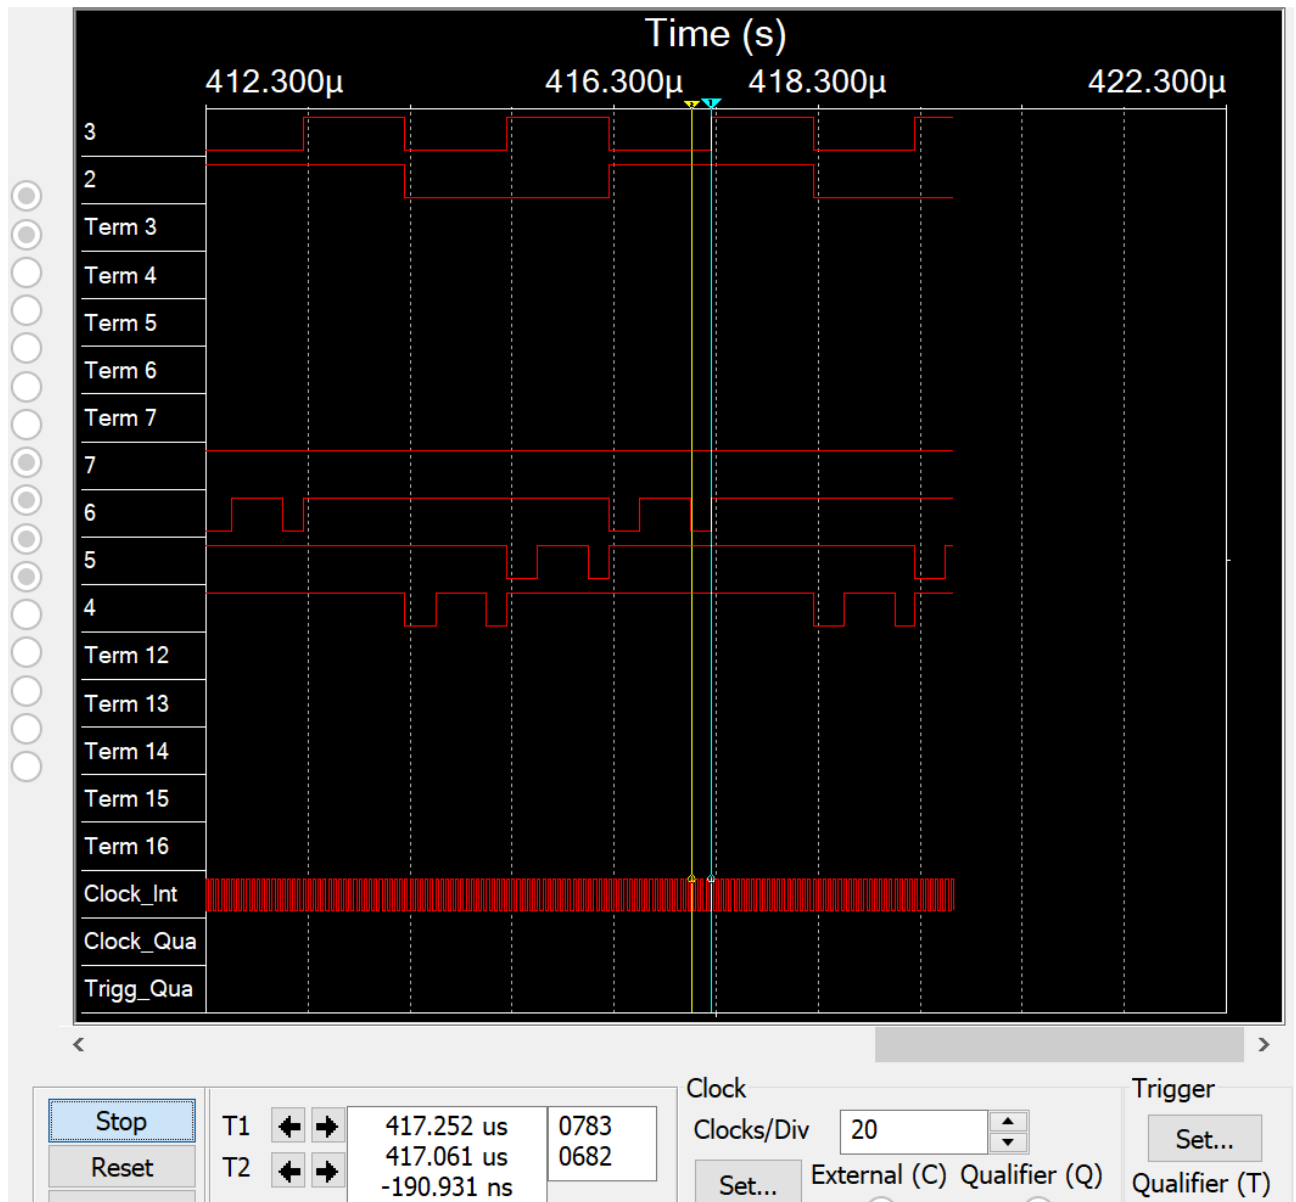 Time (s)
412.300µ 416.300µ 418.300µ 422.300µ
3
2
Term 3
Term 4
Term 5
Term 6
Term 7
7
6
5
4
Term 12
Term 13
Term 14
Term 15
Term 16
Clock_Int
Clock_Qua
Trigg_Qua
Clock Trigger
Stop T1 417.252 us 0783 Clocks/Div 20 Set...
Reset T2 417.061 us 0682 Set... External (C) Qualifier (Q) Qualifier (T)
-190.931 ns